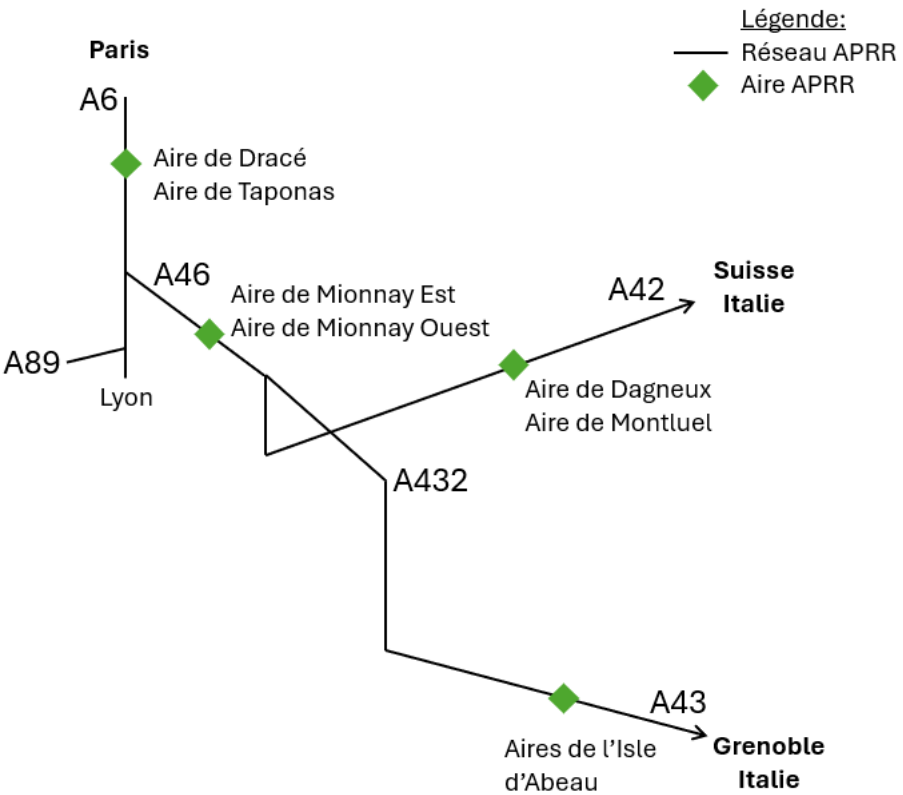 Légende:
Réseau APRR
Aire APRR
Paris
A6
Aire de Dracé
Aire de Taponas
A46
Aire de Mionnay Est
Aire de Mionnay Ouest
A42
Suisse
Italie
A89
Lyon
Aire de Dagneux
Aire de Montluel
A432
A43
Aires de l’Isle
d’Abeau
Grenoble
Italie